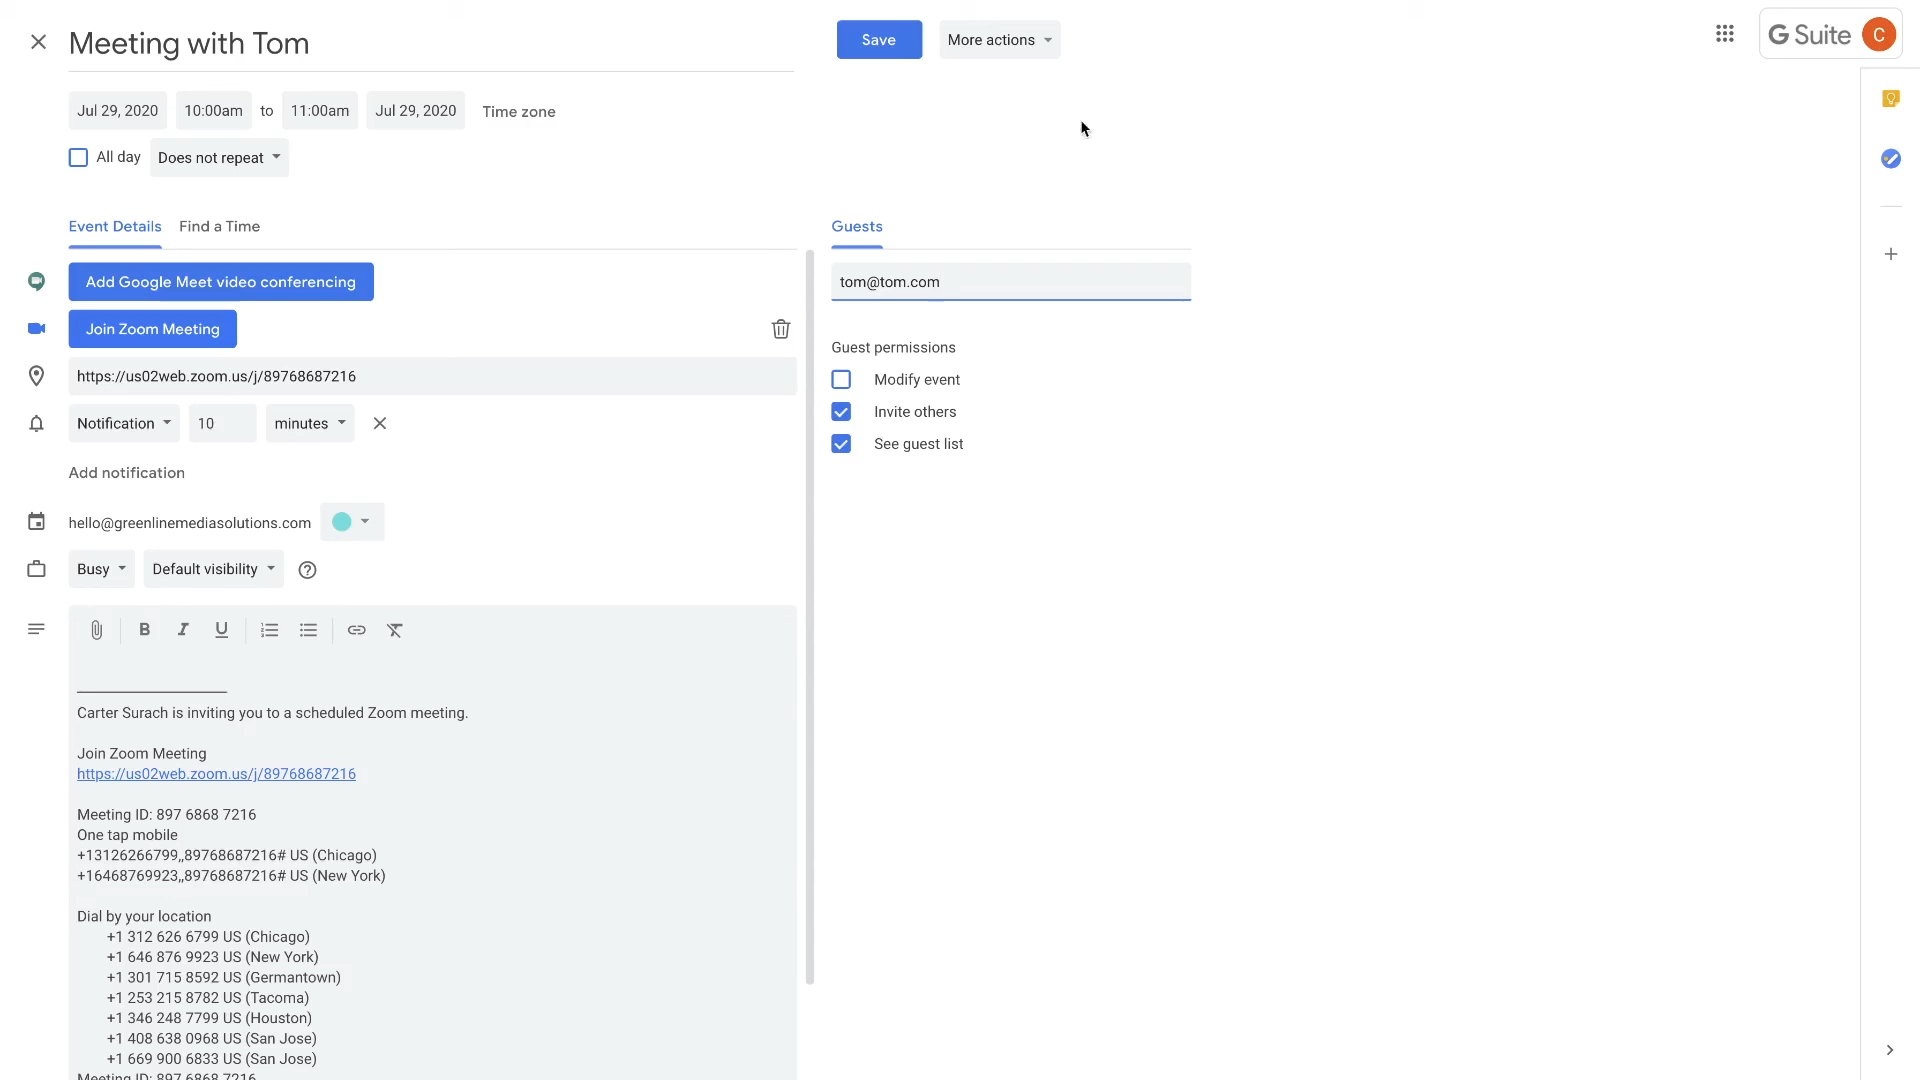 Meeting with Tom
Save
More actions
G Suite
C
Jul 29, 2020 10:00am to 11:00am Jul 29, 2020 Time zone
All day Does not repeat
Event Details Find a Time
Guests
Add Google Meet video conferencing
tom@tom.com
Join Zoom Meeting
https://us02web.zoom.us/j/89768687216
Guest permissions
Modify event
Invite others
See guest list
Notification 10 minutes
Add notification
hello@greenlinemediasolutions.com
Busy Default visibility
B I U
Carter Surach is inviting you to a scheduled Zoom meeting.
Join Zoom Meeting
https://us02web.zoom.us/j/89768687216
Meeting ID: 897 6868 7216
One tap mobile
+13126266799,,89768687216# US (Chicago)
+16468769923,,89768687216# US (New York)
Dial by your location
+1 312 626 6799 US (Chicago)
+1 646 876 9923 US (New York)
+1 301 715 8592 US (Germantown)
+1 253 215 8782 US (Tacoma)
+1 346 248 7799 US (Houston)
+1 408 638 0968 US (San Jose)
+1 669 900 6833 US (San Jose)
Meeting ID: 897 6868 7216